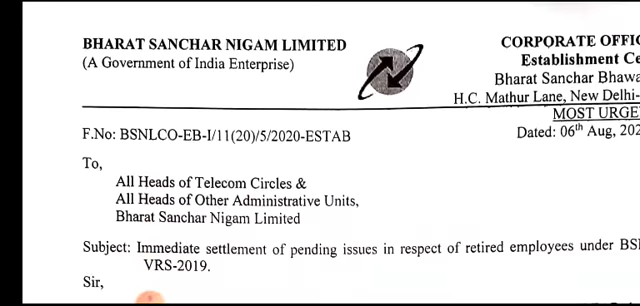 BHARAT SANCHAR NIGAM LIMITED
(A Government of India Enterprise)
CORPORATE OFFIC
Establishment Ce
Bharat Sanchar Bhawa
H.C. Mathur Lane, New Delhi-
MOST URGE
F.No: BSNLCO-EB-I/11(20)/5/2020-ESTAB
Dated: 06th Aug, 202
To,
All Heads of Telecom Circles &
All Heads of Other Administrative Units,
Bharat Sanchar Nigam Limited
Subject: Immediate settlement of pending issues in respect of retired employees under BS
VRS-2019.
Sir,